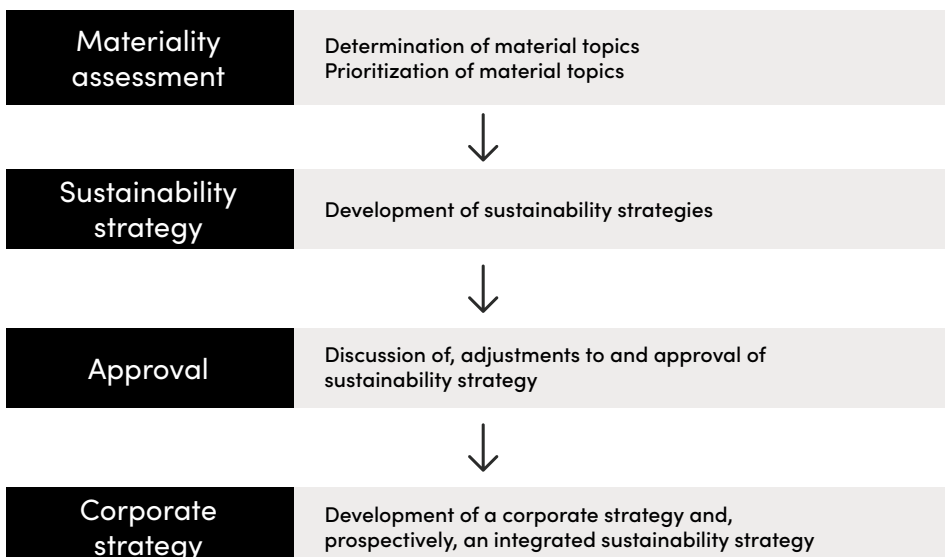 Materiality
assessment
Determination of material topics
Prioritization of material topics
Sustainability
strategy
Development of sustainability strategies
Approval
Discussion of, adjustments to and approval of
sustainability strategy
Corporate
strategy
Development of a corporate strategy and,
prospectively, an integrated sustainability strategy